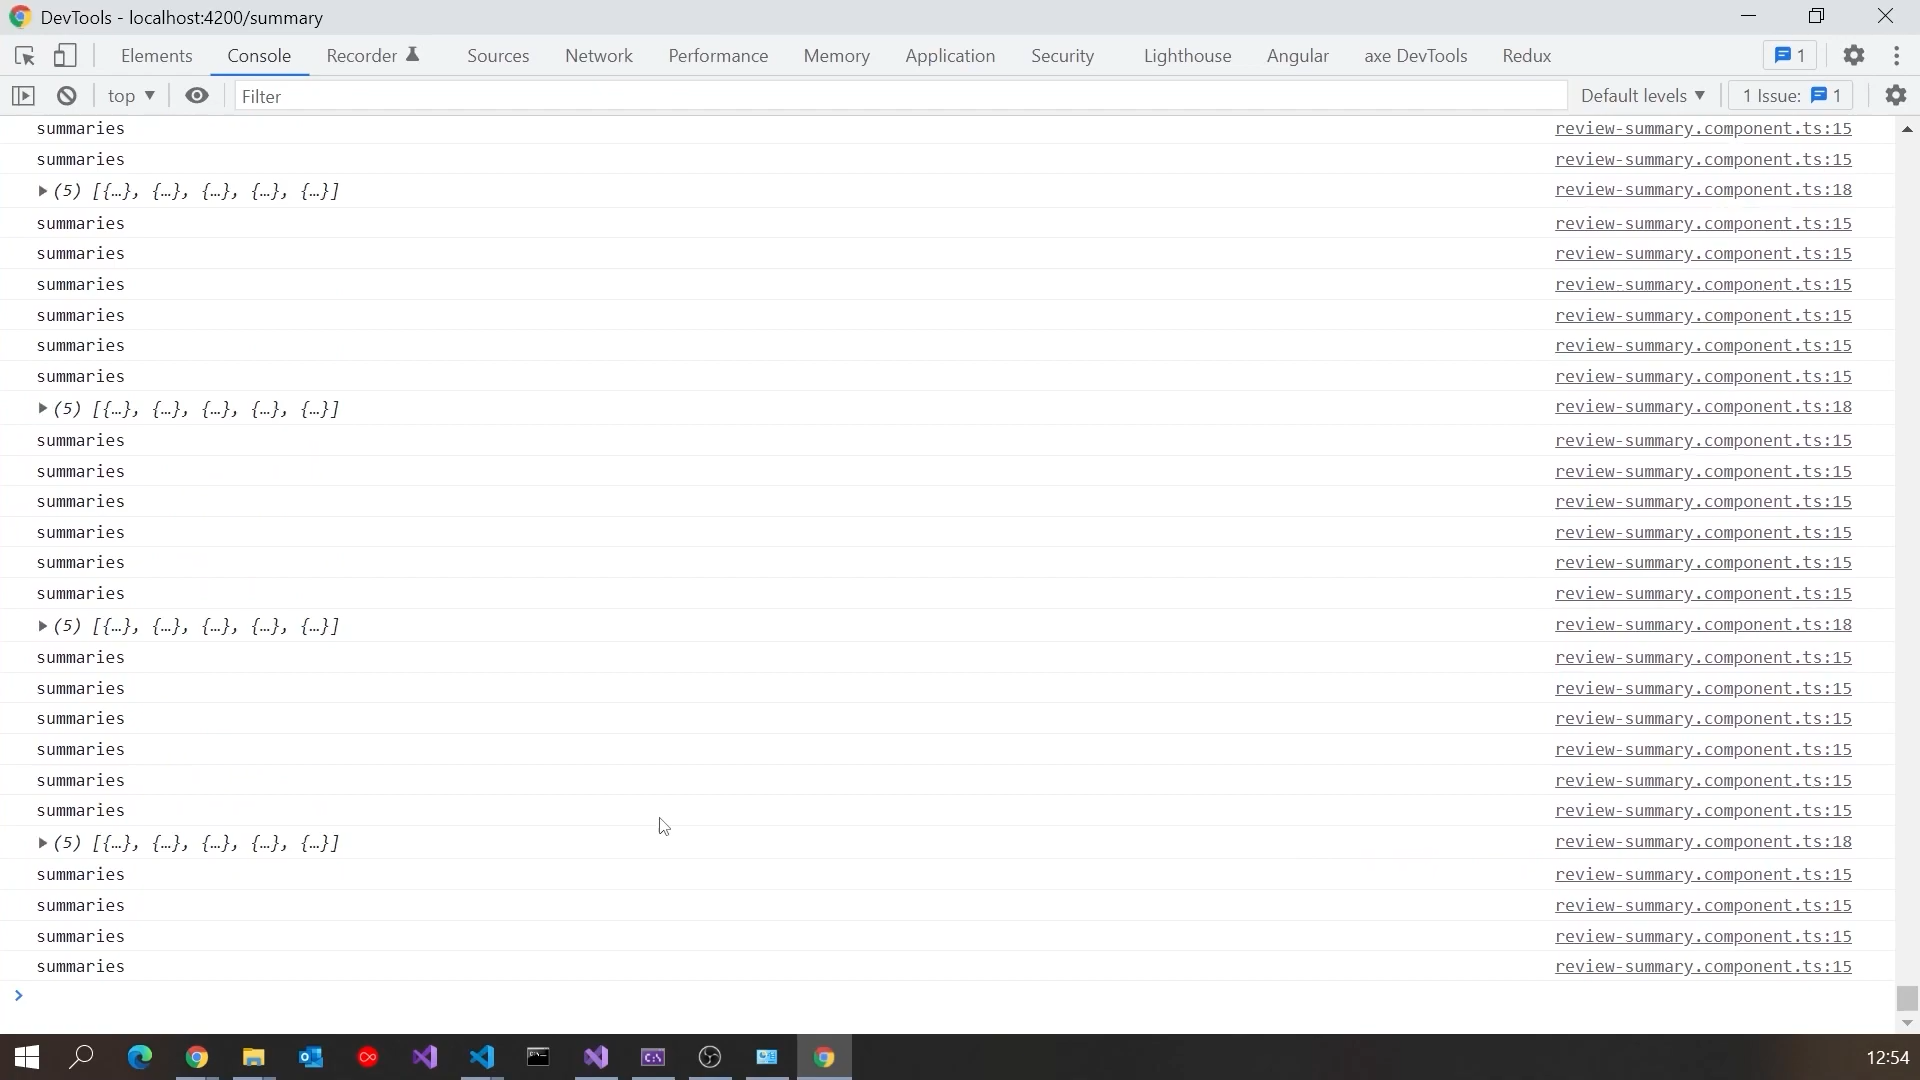 DevTools - localhost:4200/summary
Elements Console Recorder Sources Network Performance Memory Application Security Lighthouse Angular axe DevTools Redux 1
top Filter Default levels 1 Issue: 1
summaries review-summary.component.ts:15
summaries review-summary.component.ts:15
(5) [{…}, {…}, {…}, {…}, {…}] review-summary.component.ts:18
summaries review-summary.component.ts:15
summaries review-summary.component.ts:15
summaries review-summary.component.ts:15
summaries review-summary.component.ts:15
summaries review-summary.component.ts:15
summaries review-summary.component.ts:15
(5) [{…}, {…}, {…}, {…}, {…}] review-summary.component.ts:18
summaries review-summary.component.ts:15
summaries review-summary.component.ts:15
summaries review-summary.component.ts:15
summaries review-summary.component.ts:15
summaries review-summary.component.ts:15
summaries review-summary.component.ts:15
(5) [{…}, {…}, {…}, {…}, {…}] review-summary.component.ts:18
summaries review-summary.component.ts:15
summaries review-summary.component.ts:15
summaries review-summary.component.ts:15
summaries review-summary.component.ts:15
summaries review-summary.component.ts:15
summaries review-summary.component.ts:15
(5) [{…}, {…}, {…}, {…}, {…}] review-summary.component.ts:18
summaries review-summary.component.ts:15
summaries review-summary.component.ts:15
summaries review-summary.component.ts:15
summaries review-summary.component.ts:15
12:54